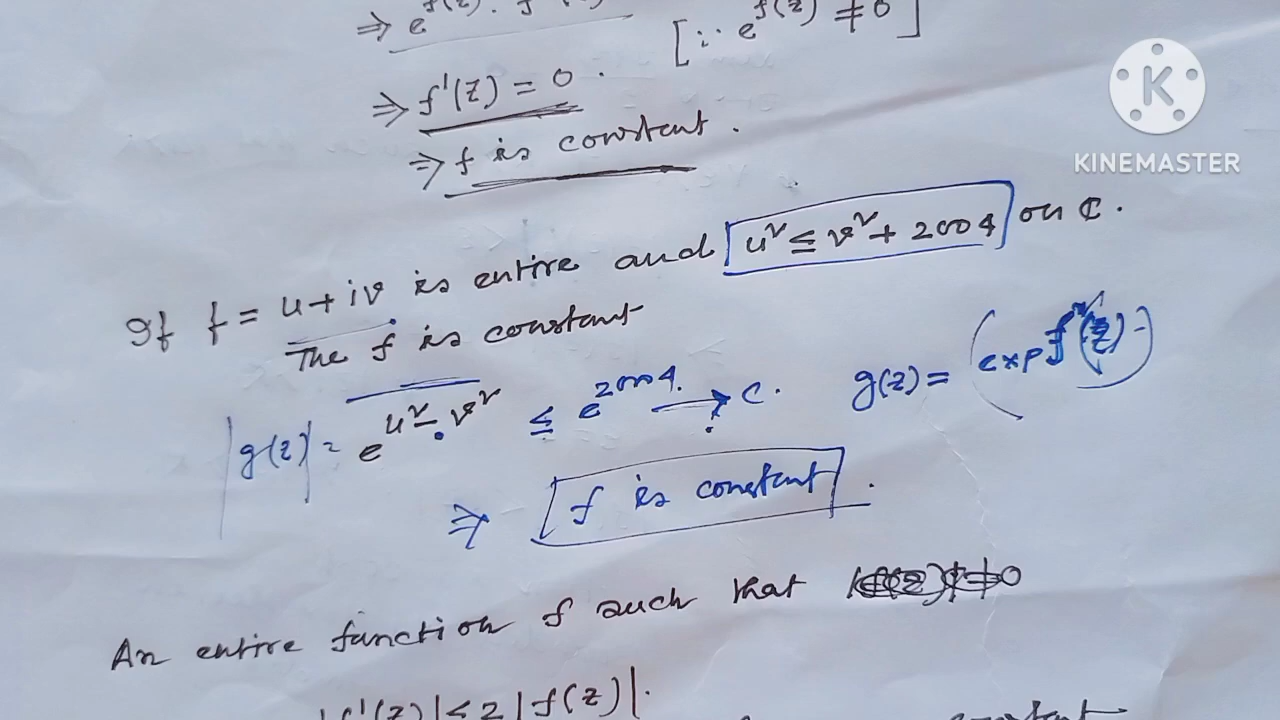 ⇒ e^f(z) · f [∵ e^f(z) ≠ 0]
⇒ f'(z) = 0 .
⇒ f is constant .
If f = u + iv is entire and u² ≤ v² + 2004 on ℂ .
The f is constant
|g(z)| = e^u²-v² ≤ e^2004. → c . g(z) = (exp f²(z))
?
⇒ f is constant .
An entire function f such that
|f'(z)| < 2 |f(z)| .
constant
K
KINEMASTER